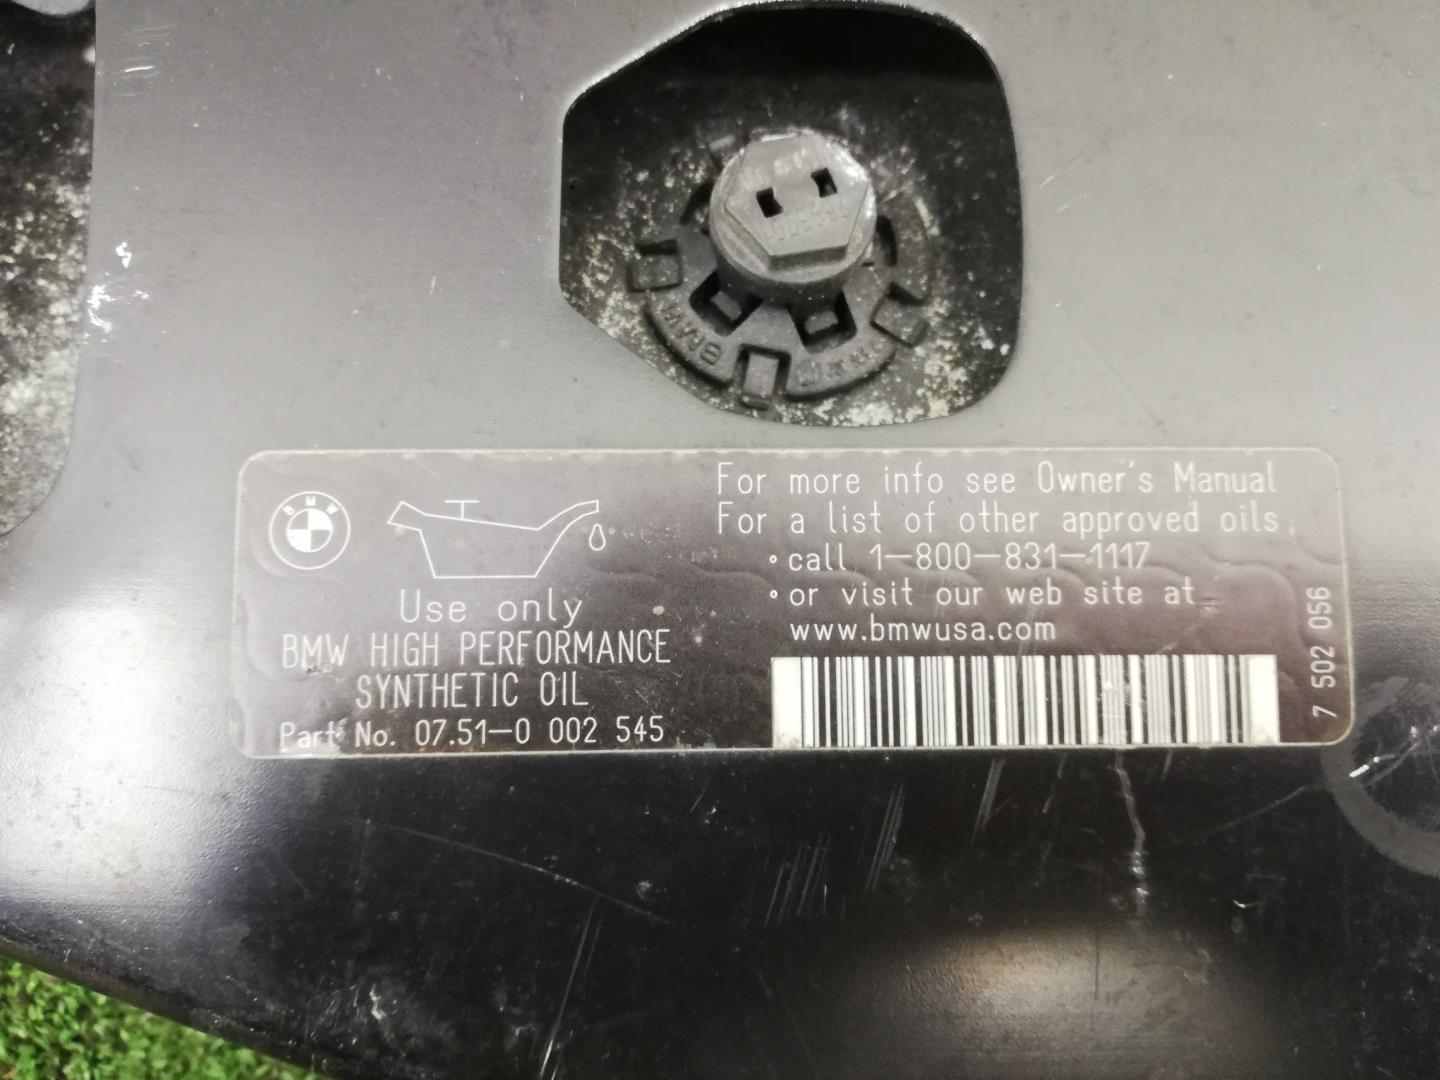 BMW
BMW
Use only
BMW HIGH PERFORMANCE
SYNTHETIC OIL
Part No. 07.51-0 002 545
For more info see Owner's Manual
For a list of other approved oils
◦ call 1-800-831-1117
◦ or visit our web site at
www.bmwusa.com
7 502 056